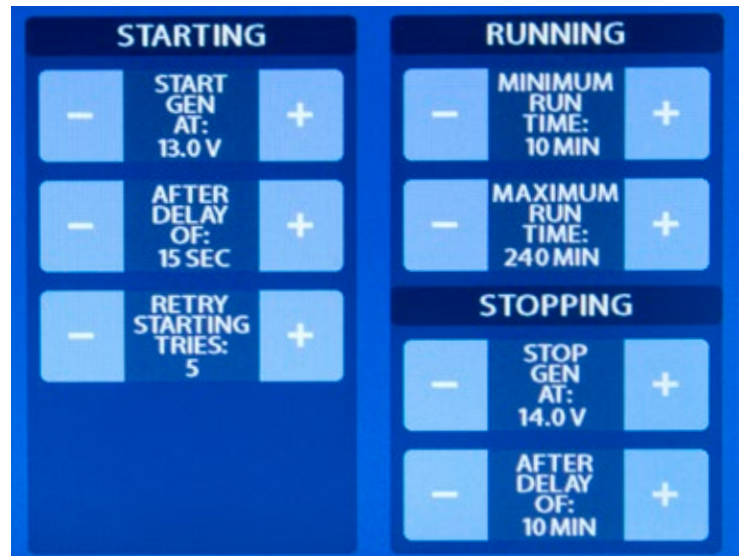 STARTING
−
START
GEN
AT:
13.0 V
+
−
AFTER
DELAY
OF:
15 SEC
+
−
RETRY
STARTING
TRIES:
5
+
RUNNING
−
MINIMUM
RUN
TIME:
10 MIN
+
−
MAXIMUM
RUN
TIME:
240 MIN
+
STOPPING
−
STOP
GEN
AT:
14.0 V
+
−
AFTER
DELAY
OF:
10 MIN
+